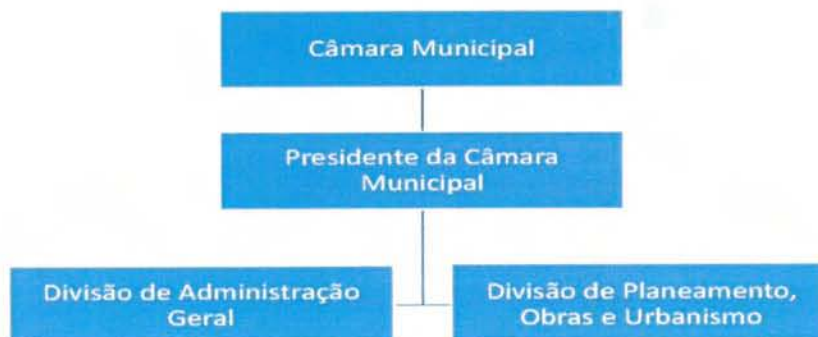 Câmara Municipal
Presidente da Câmara
Municipal
Divisão de Administração
Geral
Divisão de Planeamento,
Obras e Urbanismo